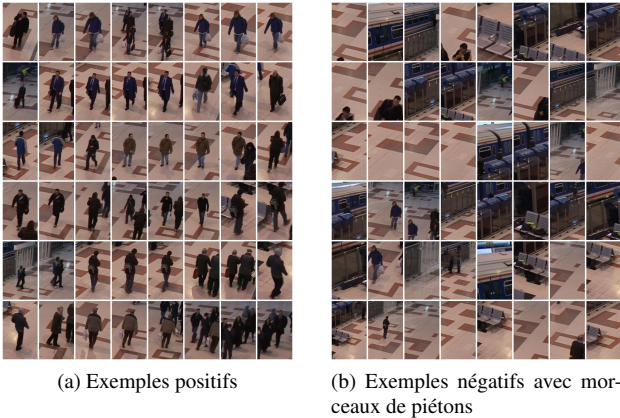 (a) Exemples positifs
(b) Exemples négatifs avec mor-
ceaux de piétons